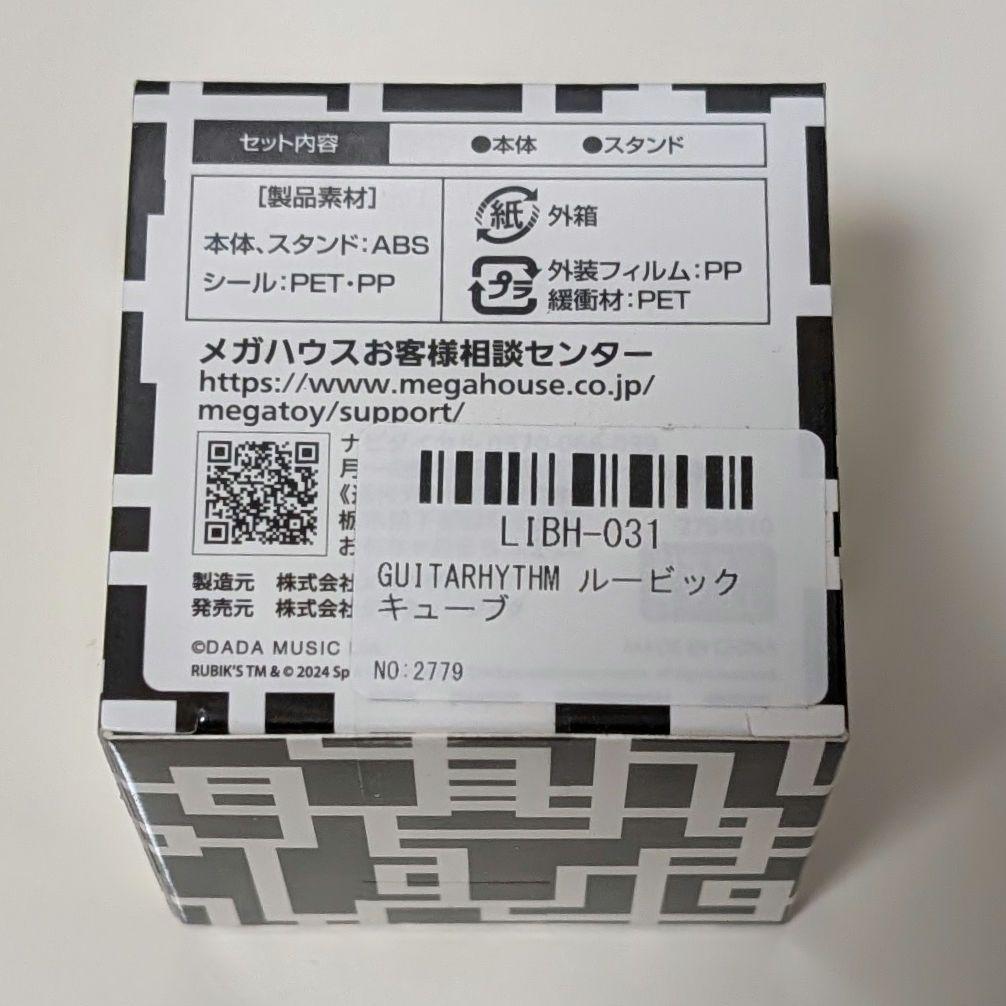 セット内容 ●本体 ●スタンド
[製品素材]
本体、スタンド：ABS
シール：PET・PP
紙 外箱
プラ 外装フィルム：PP
緩衝材：PET
メガハウスお客様相談センター
https://www.megahouse.co.jp/
megatoy/support/
ナ
月
板
お
製造元 株式会社
発売元 株式会社
©DADA MUSIC
RUBIK'S TM & © 2024 Sp
LIBH-031
GUITARHYTHM ルービック
キューブ
NO:2779